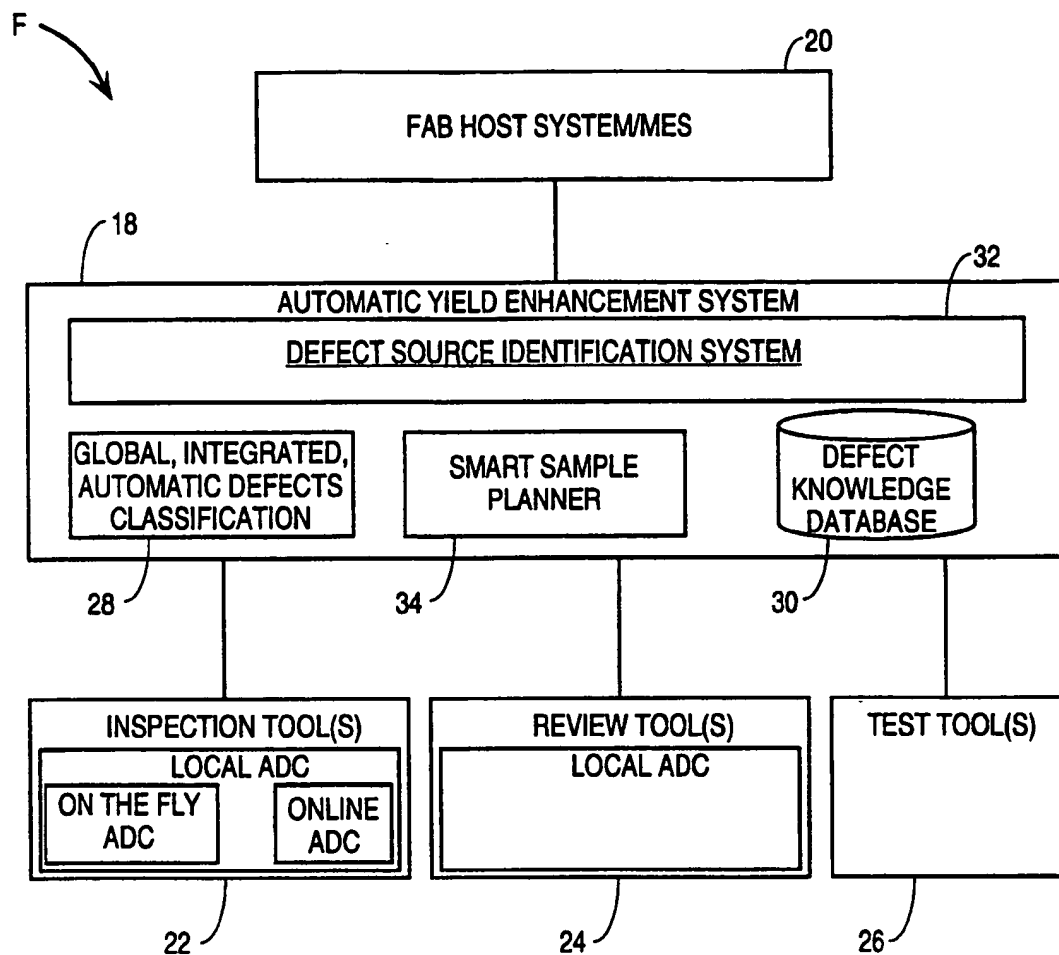 F
20
FAB HOST SYSTEM/MES
18
32
AUTOMATIC YIELD ENHANCEMENT SYSTEM
DEFECT SOURCE IDENTIFICATION SYSTEM
GLOBAL, INTEGRATED,
AUTOMATIC DEFECTS
CLASSIFICATION
SMART SAMPLE
PLANNER
DEFECT
KNOWLEDGE
DATABASE
28
34
30
INSPECTION TOOL(S)
LOCAL ADC
ON THE FLY
ADC
ONLINE
ADC
REVIEW TOOL(S)
LOCAL ADC
TEST TOOL(S)
22
24
26